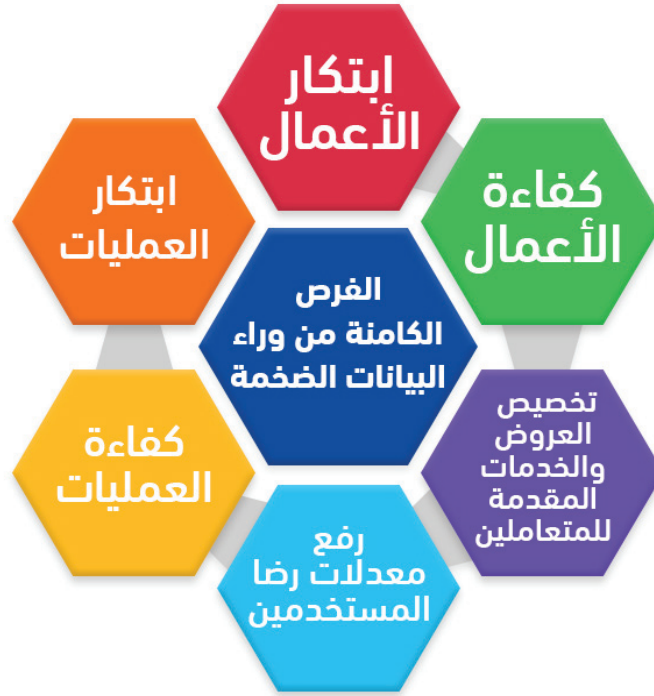 ابتكار
الأعمال
كفاءة
الأعمال
ابتكار
العمليات
الفرص
الكامنة من وراء
البيانات الضخمة
تخصيص
العروض
والخدمات
المقدمة
للمتعاملين
كفاءة
العمليات
رفع
معدلات رضا
المستخدمين